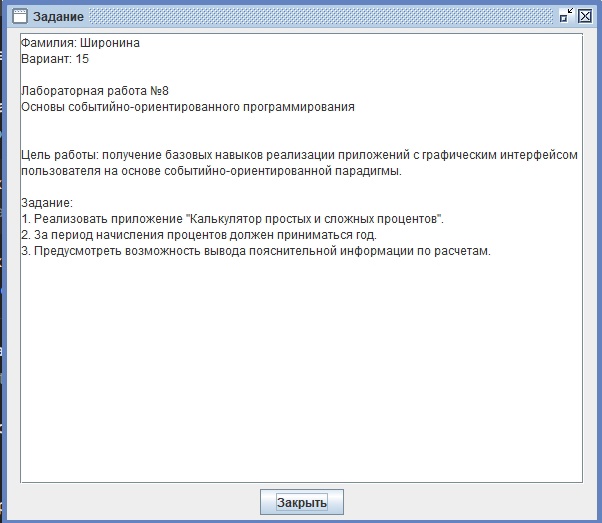 Задание
Фамилия: Широнина
Вариант: 15
Лабораторная работа №8
Основы событийно-ориентированного программирования
Цель работы: получение базовых навыков реализации приложений с графическим интерфейсом
пользователя на основе событийно-ориентированной парадигмы.
Задание:
1. Реализовать приложение "Калькулятор простых и сложных процентов".
2. За период начисления процентов должен приниматься год.
3. Предусмотреть возможность вывода пояснительной информации по расчетам.
Закрыть